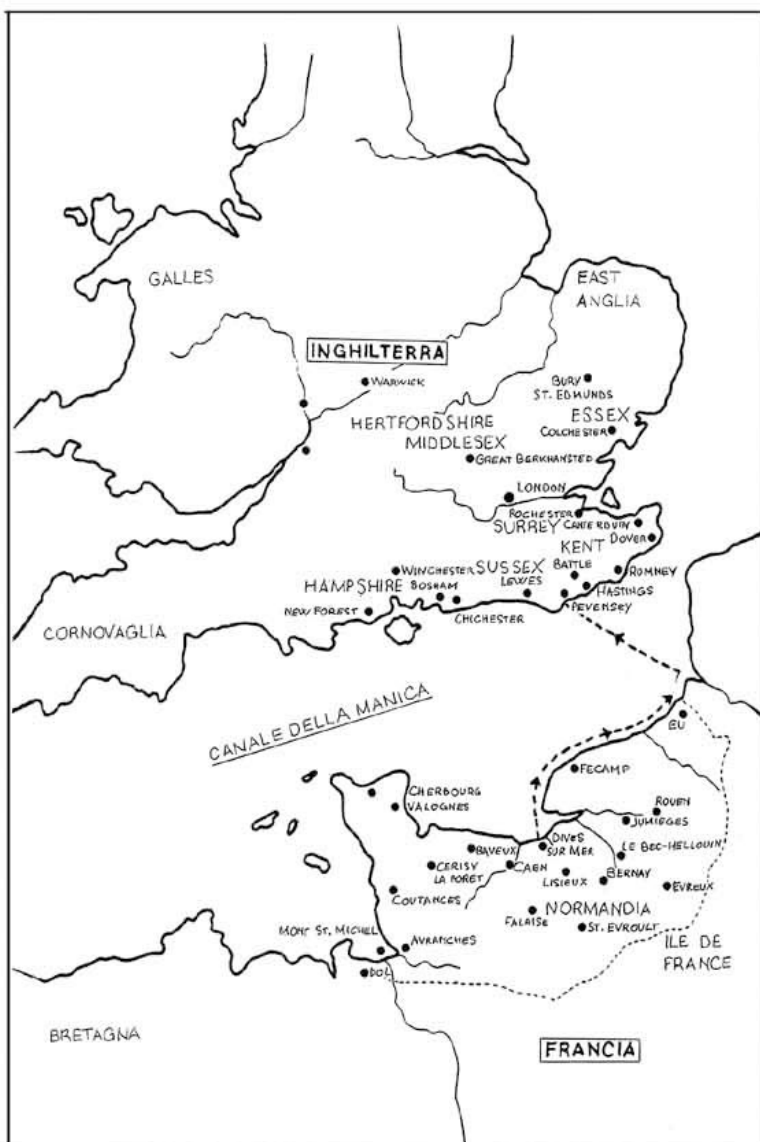 GALLES
EAST
ANGLIA
INGHILTERRA
WARWICK
BURY
ST. EDMUNDS
HERTFORDSHIRE
MIDDLESEX
ESSEX
COLCHESTER
GREAT BERKHANSTED
LONDON
ROCHESTER
SURREY
CANTERBURY
DOVER
KENT
WINCHESTER
SUSSEX
BATTLE
ROMNEY
HAMPSHIRE
BOSHAM
LEWES
HASTINGS
NEW FOREST
PEVENSEY
CHICHESTER
CORNOVAGLIA
CANALE DELLA MANICA
EU
FECAMP
CHERBOURG
VALOGNES
ROUEN
JUMIEGES
DIVES
SUR MER
BAYEUX
LE BEC-HELLOUIN
CERISY
LA FORET
CAEN
LISIEUX
BERNAY
EVREUX
COUTANCES
NORMANDIA
FALAISE
ST. EVROULT
MONT ST. MICHEL
AVRANCHES
ILE DE
FRANCE
DOL
BRETAGNA
FRANCIA